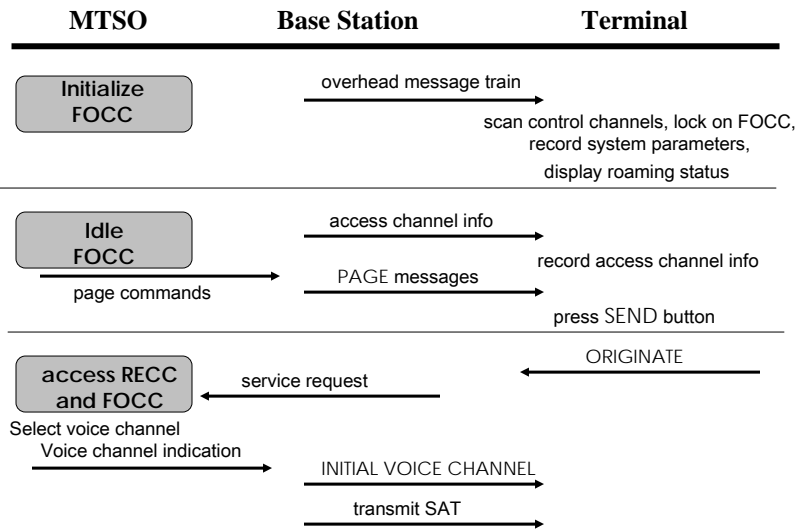 MTSO Base Station Terminal
Initialize
FOCC
overhead message train
scan control channels, lock on FOCC,
record system parameters,
display roaming status
Idle
FOCC
access channel info
record access channel info
page commands
PAGE messages
press SEND button
ORIGINATE
access RECC
and FOCC
service request
Select voice channel
Voice channel indication
INITIAL VOICE CHANNEL
transmit SAT